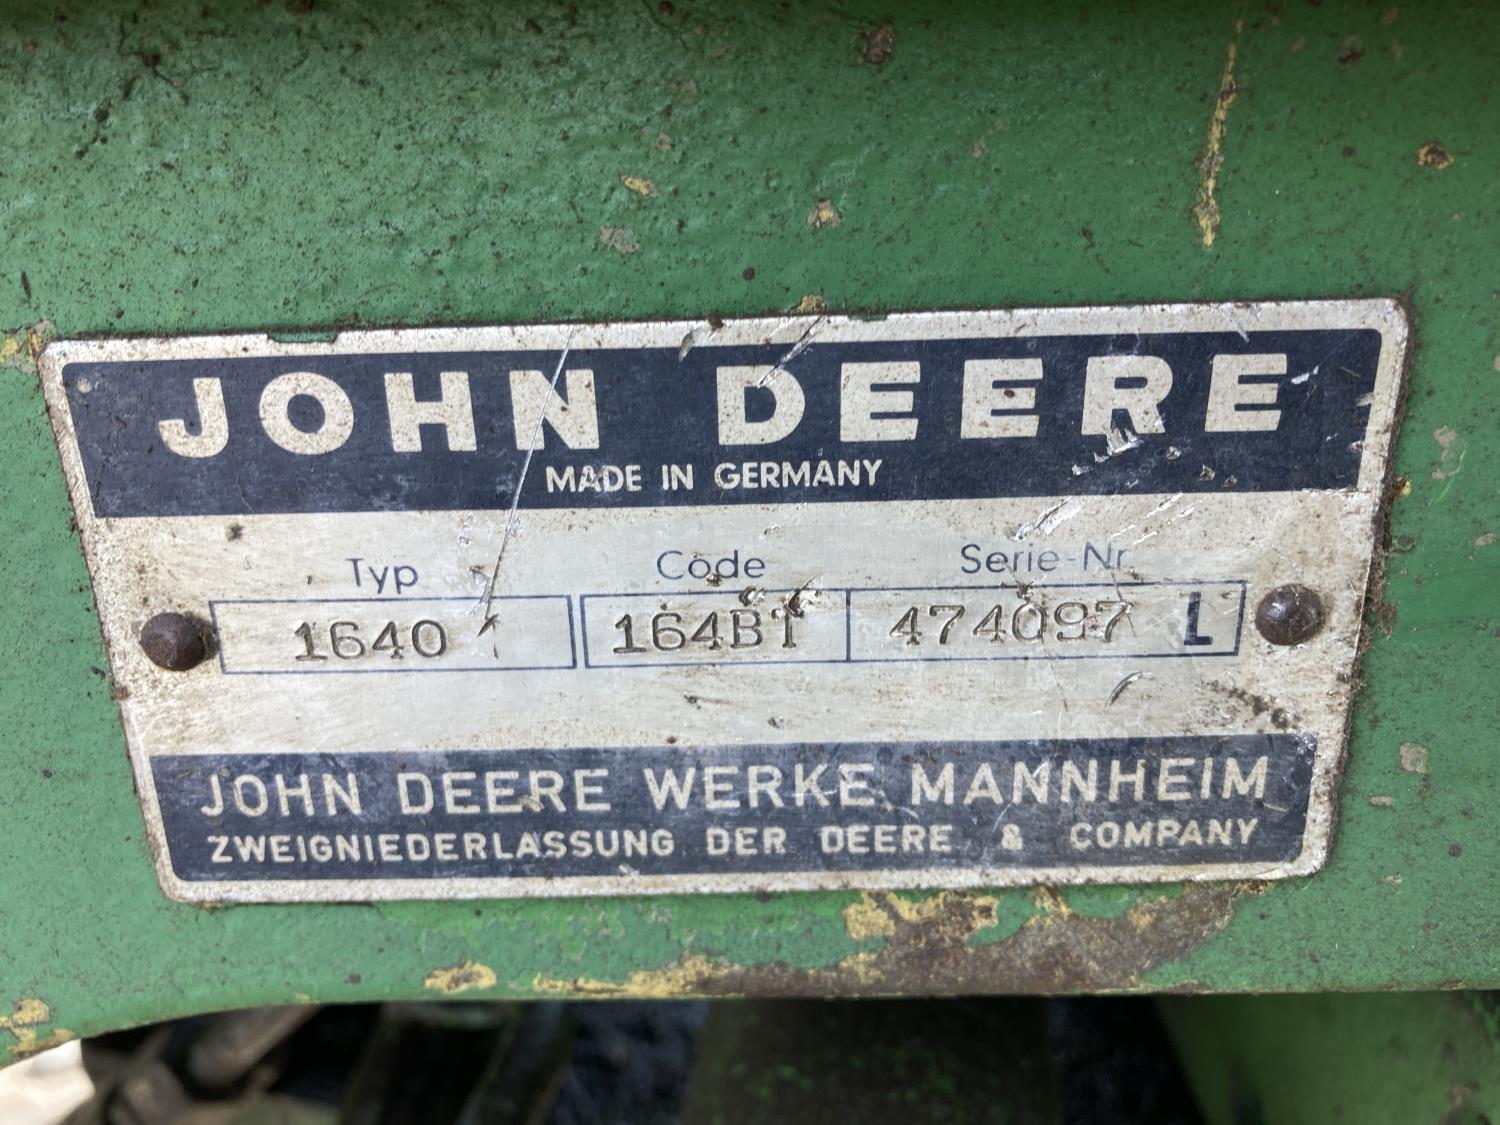 JOHN DEERE
MADE IN GERMANY
Typ Code Serie-Nr.
1640 164BT 474097 L
JOHN DEERE WERKE MANNHEIM
ZWEIGNIEDERLASSUNG DER DEERE & COMPANY